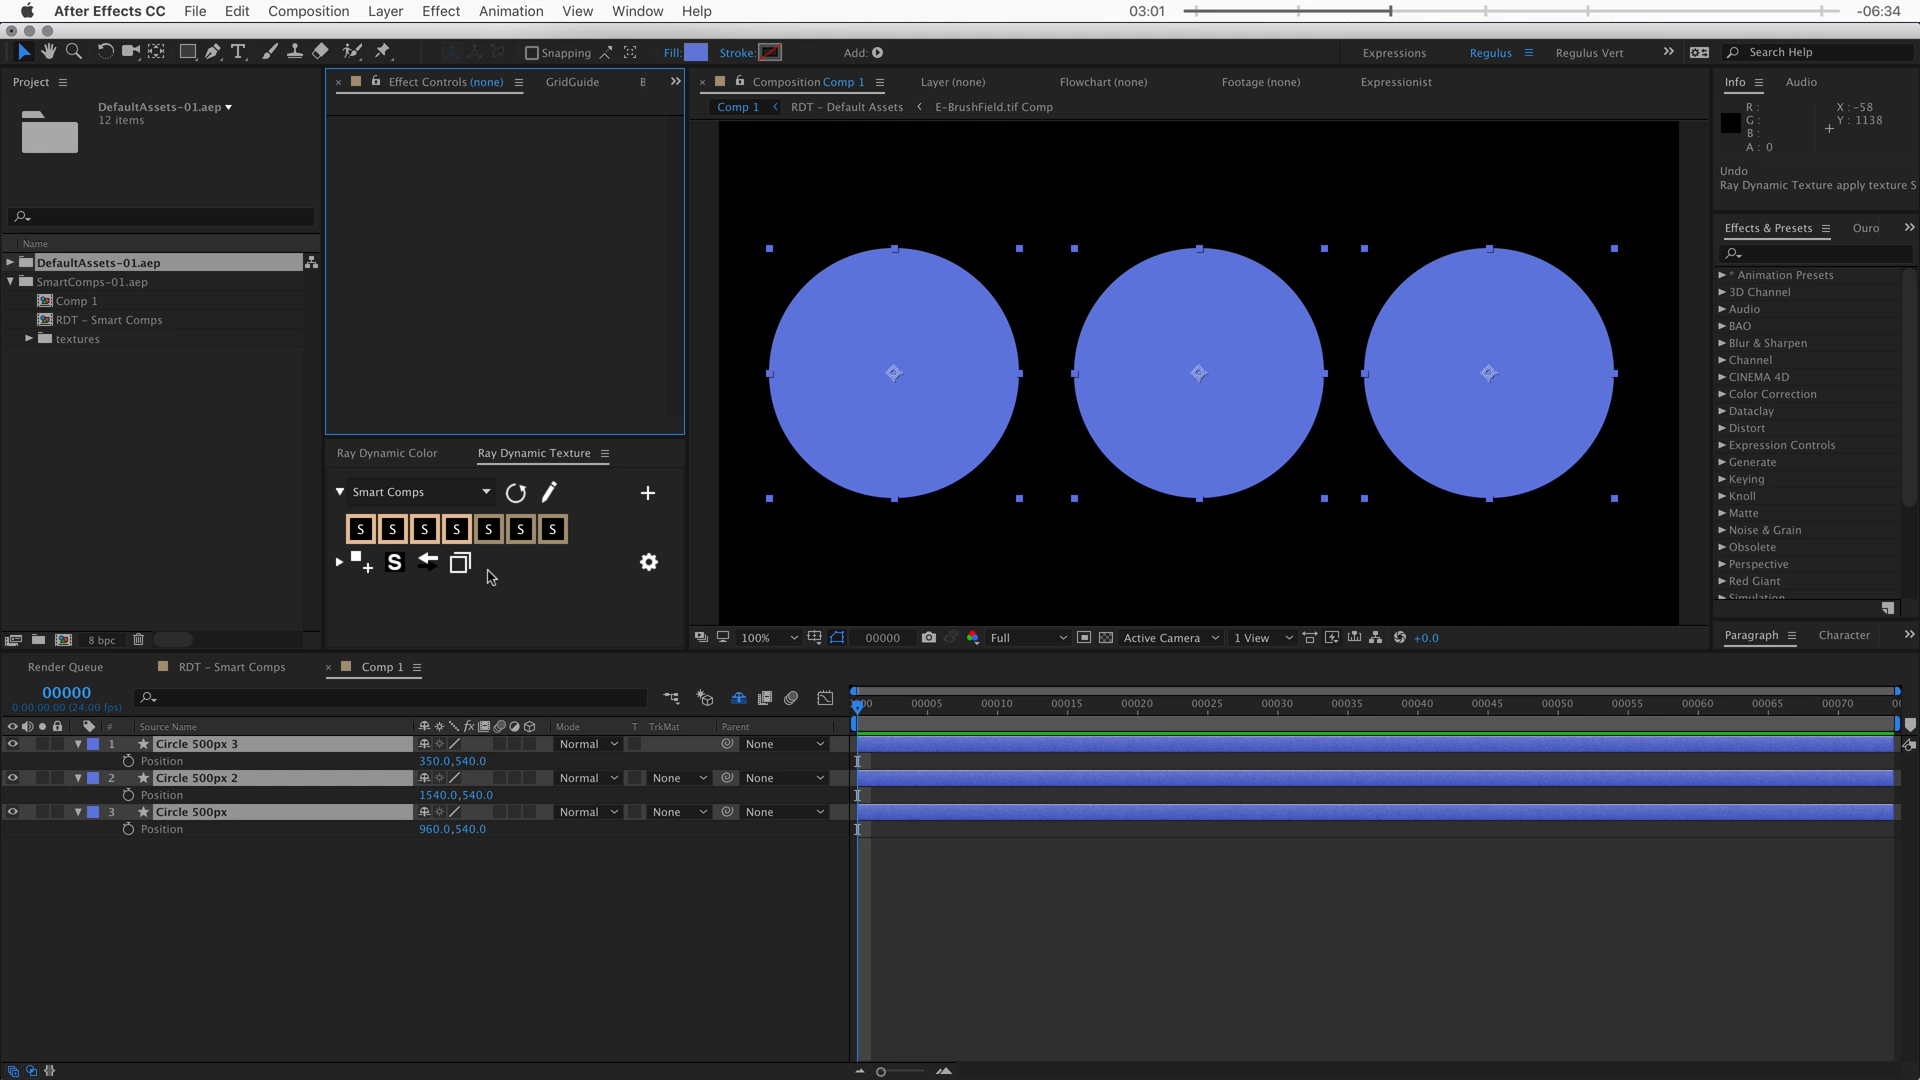 After Effects CC File Edit Composition Layer Effect Animation View Window Help 03:01 -06:34
Snapping Fill: Stroke: Add: Expressions Regulus Regulus Vert Search Help
Project
DefaultAssets-01.aep
12 items
Name
DefaultAssets-01.aep
SmartComps-01.aep
Comp 1
RDT - Smart Comps
textures
8 bpc
Effect Controls (none) GridGuide
Ray Dynamic Color Ray Dynamic Texture
Smart Comps
S S S S S S S
S
Composition Comp 1 Layer (none) Flowchart (none) Footage (none) Expressionist
Comp 1 RDT - Default Assets E-BrushField.tif Comp
100% 00000 Full Active Camera 1 View +0.0
Info Audio
R :
G :
B :
A : 0
X : -58
Y : 1138
Undo
Ray Dynamic Texture apply texture S
Effects & Presets Ouro
* Animation Presets
3D Channel
Audio
BAO
Blur & Sharpen
Channel
CINEMA 4D
Color Correction
Dataclay
Distort
Expression Controls
Generate
Keying
Knoll
Matte
Noise & Grain
Obsolete
Perspective
Red Giant
Simulation
Paragraph Character
Render Queue RDT - Smart Comps Comp 1
00000
0:00:00:00 (24.00 fps)
00005 00010 00015 00020 00025 00030 00035 00040 00045 00050 00055 00060 00065 00070
# Source Name Mode T TrkMat Parent
1 Circle 500px 3 Normal None
Position 350.0,540.0
2 Circle 500px 2 Normal None None
Position 1540.0,540.0
3 Circle 500px Normal None None
Position 960.0,540.0